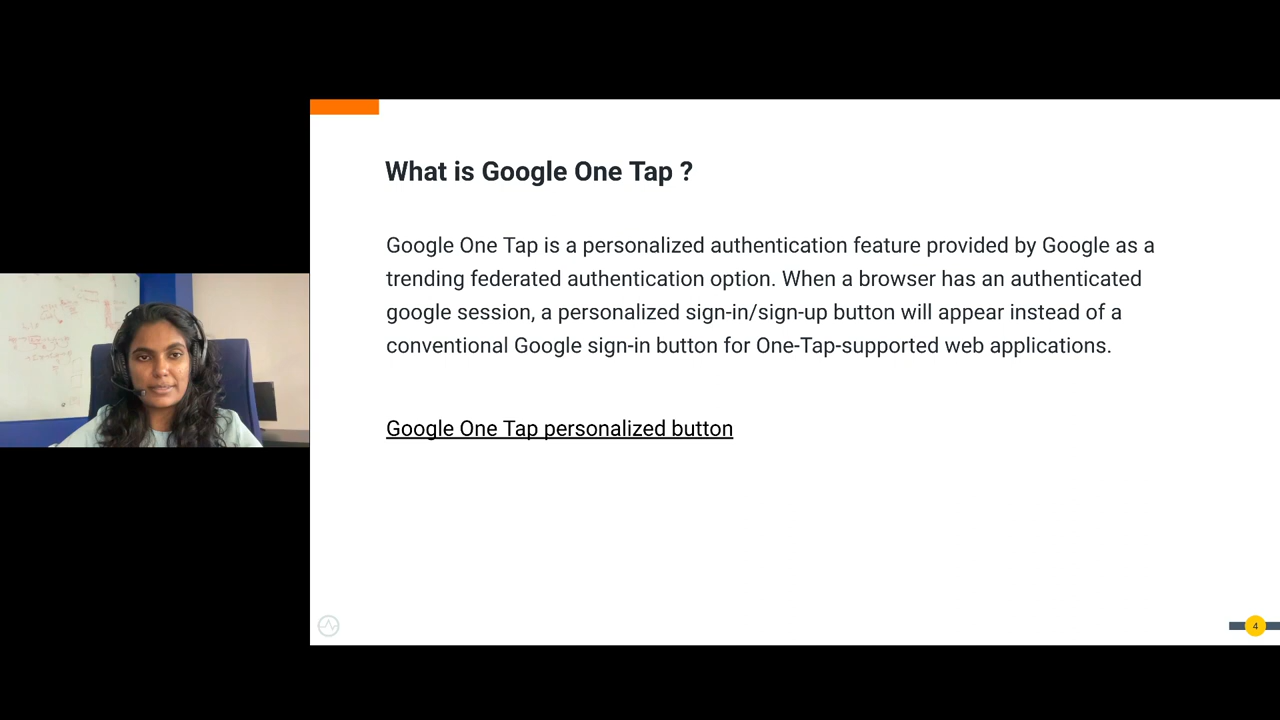 What is Google One Tap ?
Google One Tap is a personalized authentication feature provided by Google as a
trending federated authentication option. When a browser has an authenticated
google session, a personalized sign-in/sign-up button will appear instead of a
conventional Google sign-in button for One-Tap-supported web applications.
Google One Tap personalized button
4